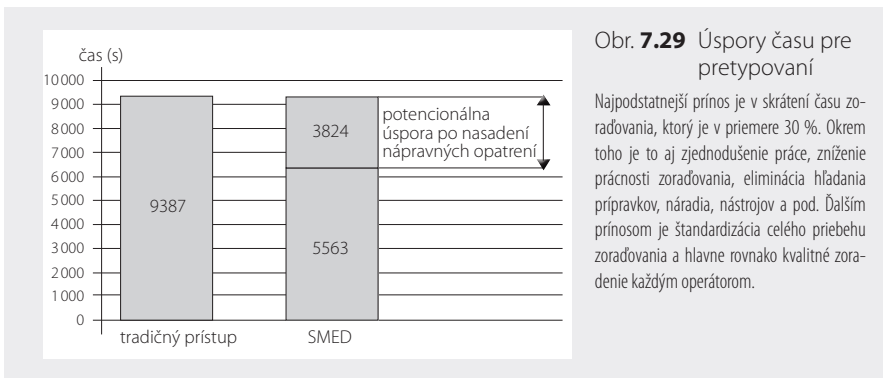 čas (s)
10 000
9000
8000
7000
6000
5000
4000
3000
2000
1000
0
9387
3824
5563
potencionálna
úspora po nasadení
nápravných opatrení
tradičný prístup
SMED
Obr. 7.29 Úspory času pre
pretypovaní
Najpodstatnejší prínos je v skrátení času zo-
raďovania, ktorý je v priemere 30 %. Okrem
toho je to aj zjednodušenie práce, zníženie
prácnosti zoraďovania, eliminácia hľadania
prípravkov, náradia, nástrojov a pod. Ďalším
prínosom je štandardizácia celého priebehu
zoraďovania a hlavne rovnako kvalitné zora-
denie každým operátorom.